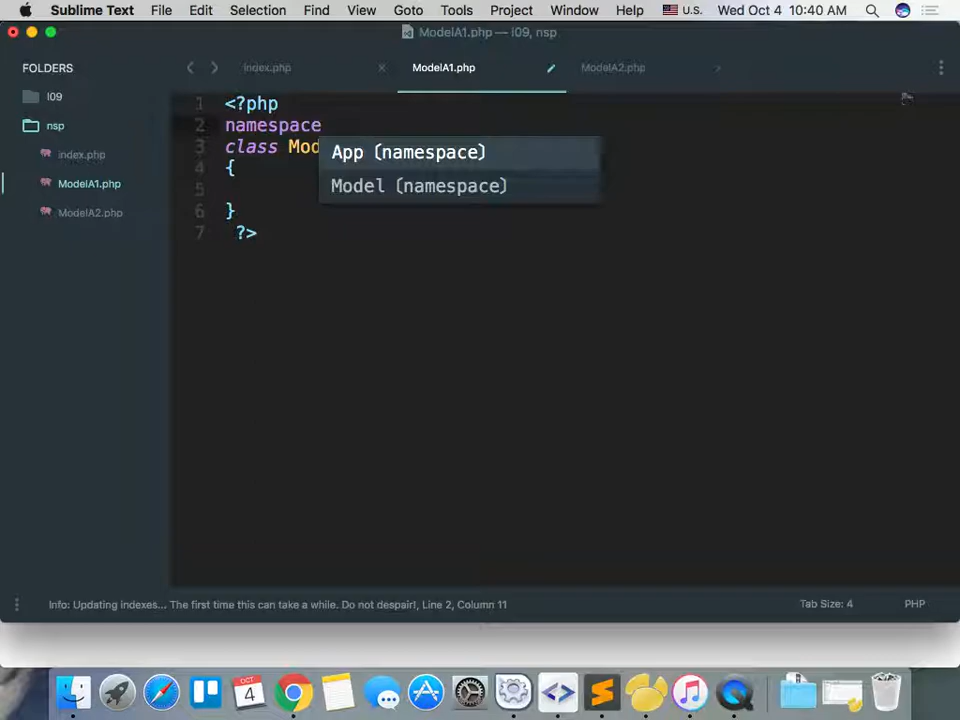 Sublime Text File Edit Selection Find View Goto Tools Project Window Help U.S. Wed Oct 4 10:40 AM
ModelA1.php — l09, nsp
FOLDERS
index.php ModelA1.php ModelA2.php
l09
nsp
index.php
ModelA1.php
ModelA2.php
1 <?php
2 namespace
3 class Mod
4 {
5
6 }
7 ?>
App (namespace)
Model (namespace)
Info: Updating indexes... The first time this can take a while. Do not despair!, Line 2, Column 11 Tab Size: 4 PHP
OCT
4